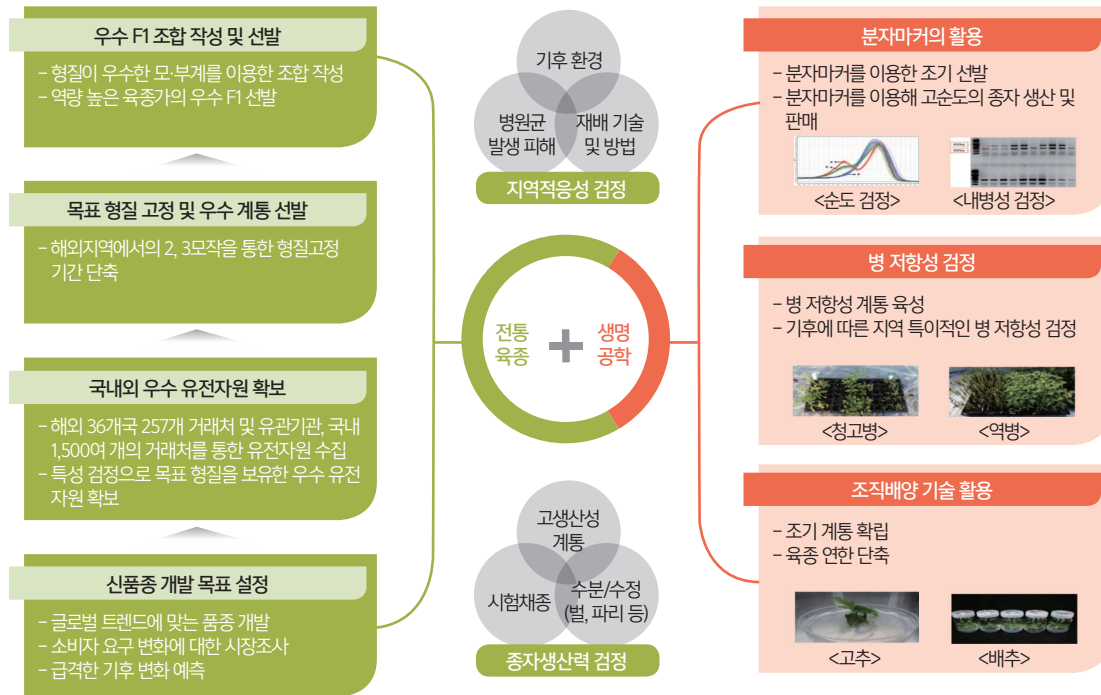 우수 F1 조합 작성 및 선발
– 형질이 우수한 모·부계를 이용한 조합 작성
– 역량 높은 육종가의 우수 F1 선발
목표 형질 고정 및 우수 계통 선발
– 해외지역에서의 2, 3모작을 통한 형질고정
기간 단축
국내외 우수 유전자원 확보
– 해외 36개국 257개 거래처 및 유관기관, 국내
1,500여 개의 거래처를 통한 유전자원 수집
– 특성 검정으로 목표 형질을 보유한 우수 유전
자원 확보
신품종 개발 목표 설정
– 글로벌 트렌드에 맞는 품종 개발
– 소비자 요구 변화에 대한 시장조사
– 급격한 기후 변화 예측
기후 환경
병원균
발생 피해
재배 기술
및 방법
지역적응성 검정
전통
육종
+
생명
공학
고생산성
계통
시험채종
수분/수정
(벌, 파리 등)
종자생산력 검정
분자마커의 활용
– 분자마커를 이용한 조기 선발
– 분자마커를 이용해 고순도의 종자 생산 및
판매
<순도 검정>
<내병성 검정>
병 저항성 검정
– 병 저항성 계통 육성
– 기후에 따른 지역 특이적인 병 저항성 검정
<청고병>
<역병>
조직배양 기술 활용
– 조기 계통 확립
– 육종 연한 단축
<고추>
<배추>